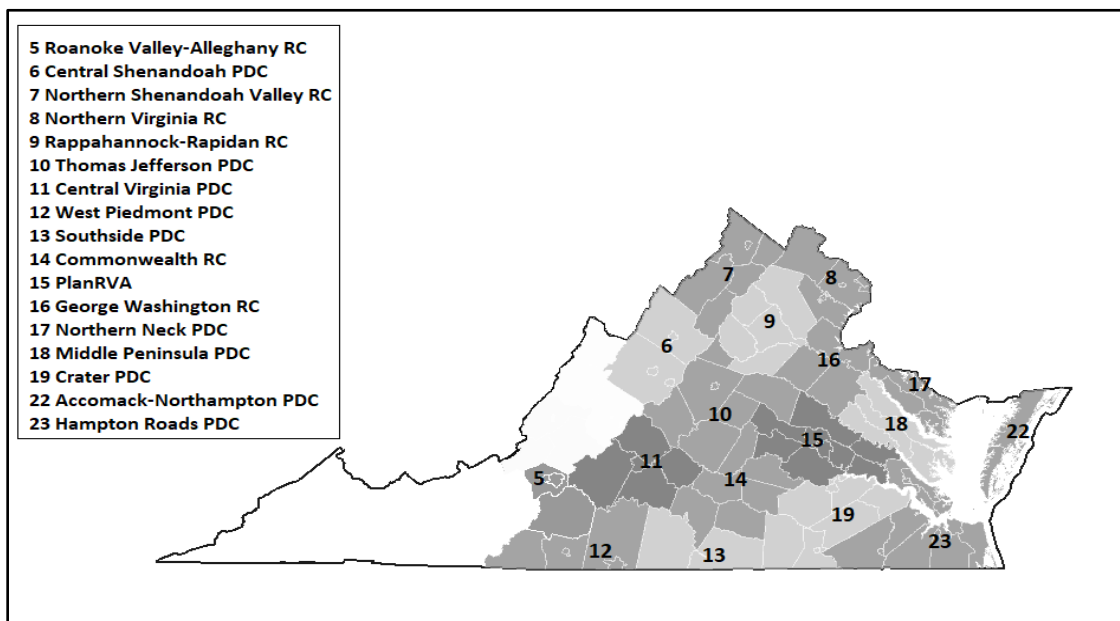 5 Roanoke Valley-Alleghany RC
6 Central Shenandoah PDC
7 Northern Shenandoah Valley RC
8 Northern Virginia RC
9 Rappahannock-Rapidan RC
10 Thomas Jefferson PDC
11 Central Virginia PDC
12 West Piedmont PDC
13 Southside PDC
14 Commonwealth RC
15 PlanRVA
16 George Washington RC
17 Northern Neck PDC
18 Middle Peninsula PDC
19 Crater PDC
22 Accomack-Northampton PDC
23 Hampton Roads PDC
7
8
9
6
16
17
10
18
22
15
11
5
14
19
23
12
13